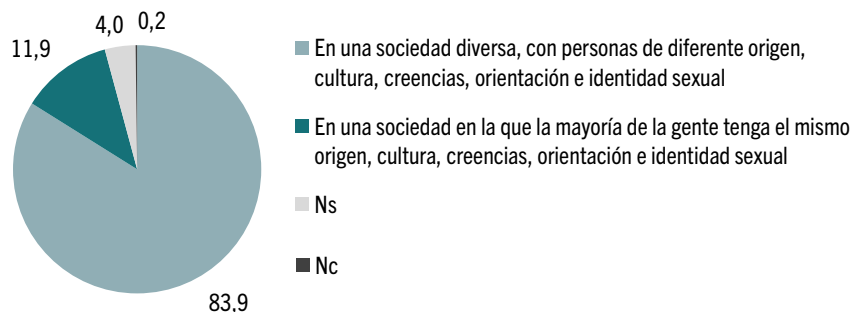 4,0 0,2
11,9
En una sociedad diversa, con personas de diferente origen,
cultura, creencias, orientación e identidad sexual
En una sociedad en la que la mayoría de la gente tenga el mismo
origen, cultura, creencias, orientación e identidad sexual
Ns
Nc
83,9